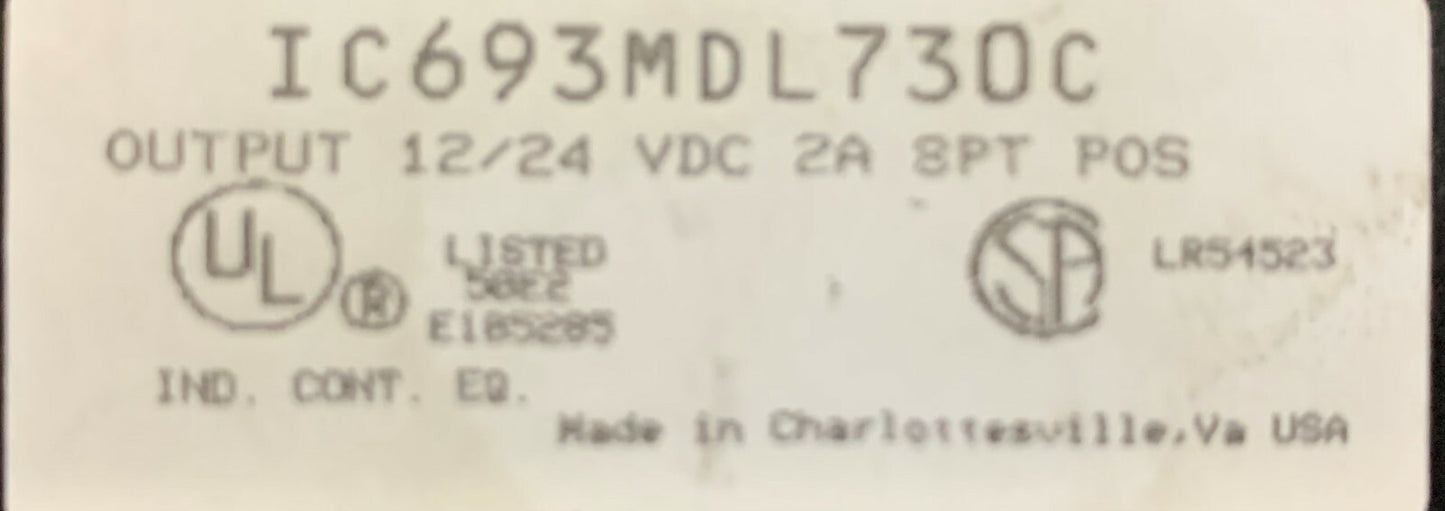 IC693MDL730C
OUTPUT 12/24 VDC 2A 8PT POS
UL ® LISTED
50E2
E185285
SA LR54523
IND. CONT. EQ.
Made in Charlottesville,Va USA